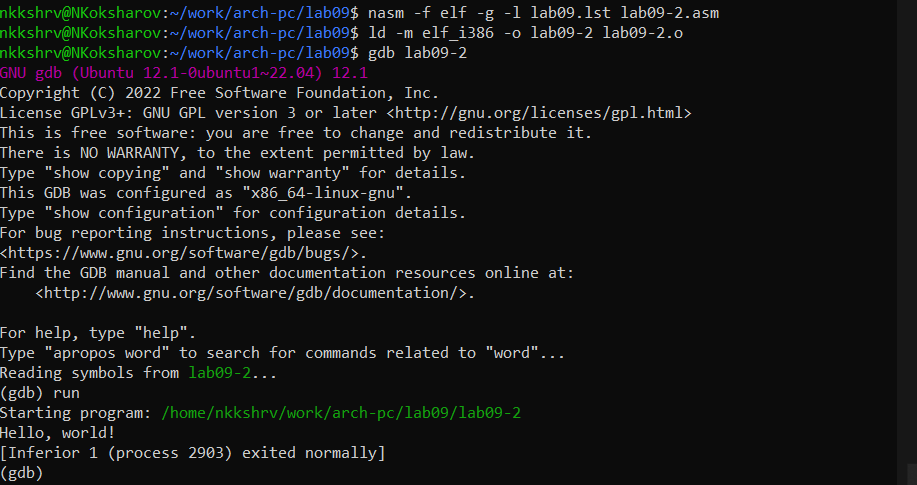 nkkshrv@NKoksharov:~/work/arch-pc/lab09$ nasm -f elf -g -l lab09.lst lab09-2.asm
nkkshrv@NKoksharov:~/work/arch-pc/lab09$ ld -m elf_i386 -o lab09-2 lab09-2.o
nkkshrv@NKoksharov:~/work/arch-pc/lab09$ gdb lab09-2
GNU gdb (Ubuntu 12.1-0ubuntu1~22.04) 12.1
Copyright (C) 2022 Free Software Foundation, Inc.
License GPLv3+: GNU GPL version 3 or later <http://gnu.org/licenses/gpl.html>
This is free software: you are free to change and redistribute it.
There is NO WARRANTY, to the extent permitted by law.
Type "show copying" and "show warranty" for details.
This GDB was configured as "x86_64-linux-gnu".
Type "show configuration" for configuration details.
For bug reporting instructions, please see:
<https://www.gnu.org/software/gdb/bugs/>.
Find the GDB manual and other documentation resources online at:
    <http://www.gnu.org/software/gdb/documentation/>.

For help, type "help".
Type "apropos word" to search for commands related to "word"...
Reading symbols from lab09-2...
(gdb) run
Starting program: /home/nkkshrv/work/arch-pc/lab09/lab09-2
Hello, world!
[Inferior 1 (process 2903) exited normally]
(gdb)